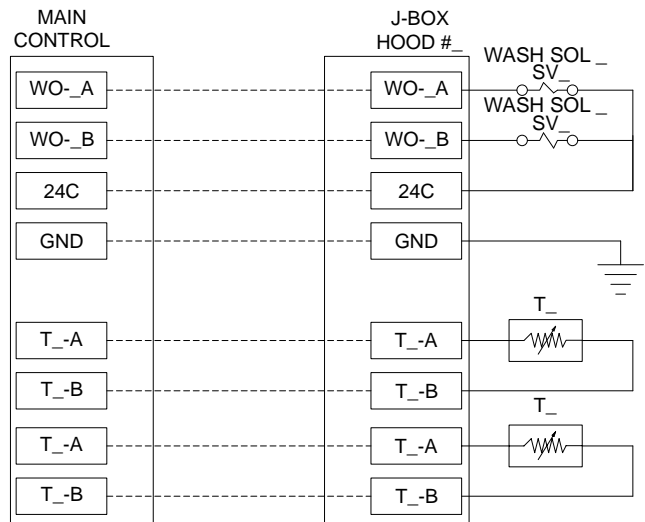 MAIN
CONTROL
J-BOX
HOOD #_
WASH SOL _
SV_
WO-_A
WO-_A
WASH SOL _
SV_
WO-_B
WO-_B
24C
24C
GND
GND
T_
T_-A
T_-A
T_-B
T_-B
T_
T_-A
T_-A
T_-B
T_-B